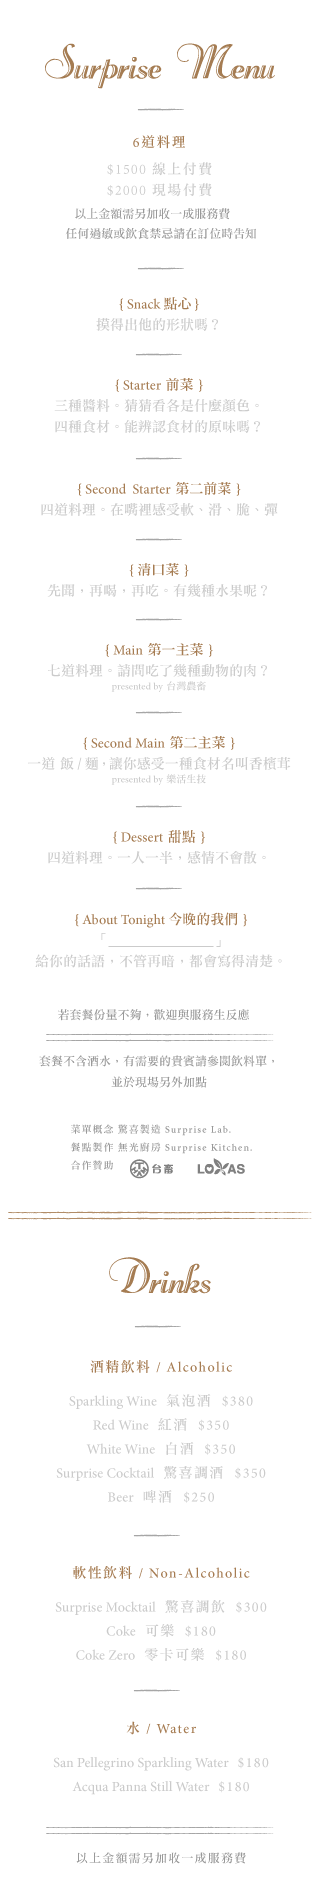 Surprise Menu
6道料理
$1500 線上付費
$2000 現場付費
以上金額需另加收一成服務費
任何過敏或飲食禁忌請在訂位時告知
{ Snack 點心 }
摸得出他的形狀嗎？
{ Starter 前菜 }
三種醬料。猜猜看各是什麼顏色。
四種食材。能辨認食材的原味嗎？
{ Second Starter 第二前菜 }
四道料理。在嘴裡感受軟、滑、脆、彈
{ 清口菜 }
先聞，再喝，再吃。有幾種水果呢？
{ Main 第一主菜 }
七道料理。請問吃了幾種動物的肉？
presented by 台灣農畜
{ Second Main 第二主菜 }
一道 飯 / 麵，讓你感受一種食材名叫香檳茸
presented by 樂活生技
{ Dessert 甜點 }
四道料理。一人一半，感情不會散。
{ About Tonight 今晚的我們 }
「＿＿＿＿＿＿＿＿」
給你的話語，不管再暗，都會寫得清楚。
若套餐份量不夠，歡迎與服務生反應
套餐不含酒水，有需要的貴賓請參閱飲料單，
並於現場另外加點
菜單概念 驚喜製造 Surprise Lab.
餐點製作 無光廚房 Surprise Kitchen.
合作贊助 台畜 LOHAS
Drinks
酒精飲料 / Alcoholic
Sparkling Wine 氣泡酒 $380
Red Wine 紅酒 $350
White Wine 白酒 $350
Surprise Cocktail 驚喜調酒 $350
Beer 啤酒 $250
軟性飲料 / Non-Alcoholic
Surprise Mocktail 驚喜調飲 $300
Coke 可樂 $180
Coke Zero 零卡可樂 $180
水 / Water
San Pellegrino Sparkling Water $180
Acqua Panna Still Water $180
以上金額需另加收一成服務費